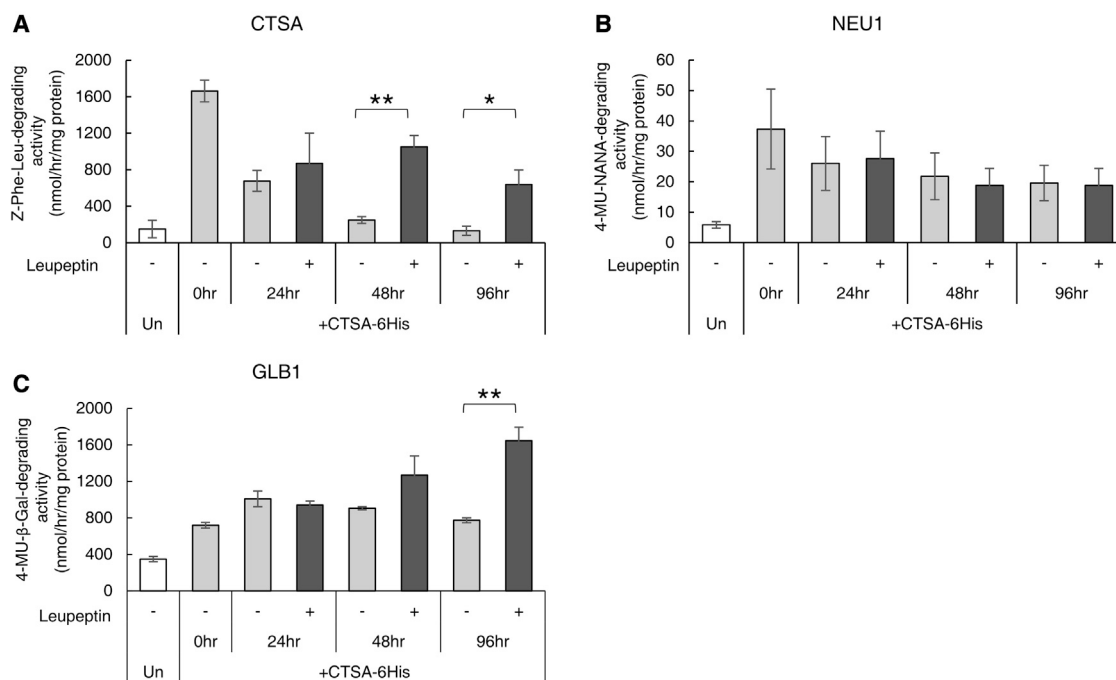 A
CTSA
Z-Phe-Leu-degrading
activity
(nmol/hr/mg protein)
2000
1600
1200
800
400
0
** *
Leupeptin - - - + - + - +
0hr 24hr 48hr 96hr
Un +CTSA-6His
B
NEU1
4-MU-NANA-degrading
activity
(nmol/hr/mg protein)
60
50
40
30
20
10
0
Leupeptin - - - + - + - +
0hr 24hr 48hr 96hr
Un +CTSA-6His
C
GLB1
4-MU-β-Gal-degrading
activity
(nmol/hr/mg protein)
2000
1600
1200
800
400
0
**
Leupeptin - - - + - + - +
0hr 24hr 48hr 96hr
Un +CTSA-6His